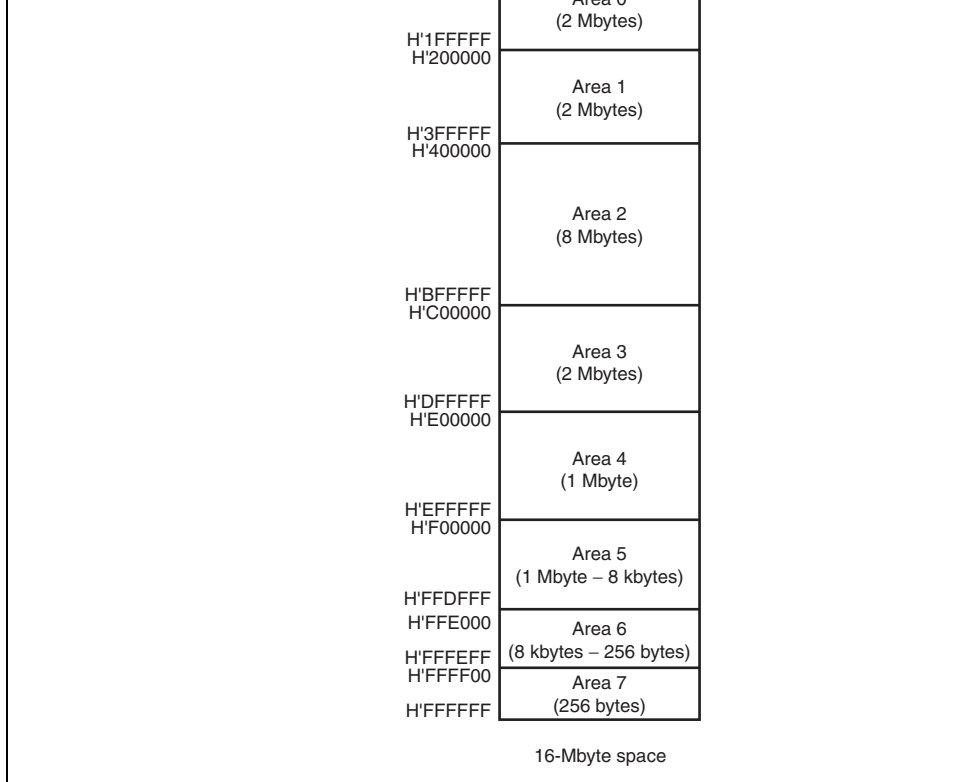 Area 0
(2 Mbytes)
H'1FFFFF
H'200000
Area 1
(2 Mbytes)
H'3FFFFF
H'400000
Area 2
(8 Mbytes)
H'BFFFFF
H'C00000
Area 3
(2 Mbytes)
H'DFFFFF
H'E00000
Area 4
(1 Mbyte)
H'EFFFFF
H'F00000
Area 5
(1 Mbyte – 8 kbytes)
H'FFDFFF
H'FFE000
Area 6
(8 kbytes – 256 bytes)
H'FFFEFF
H'FFFF00
Area 7
(256 bytes)
H'FFFFFF
16-Mbyte space